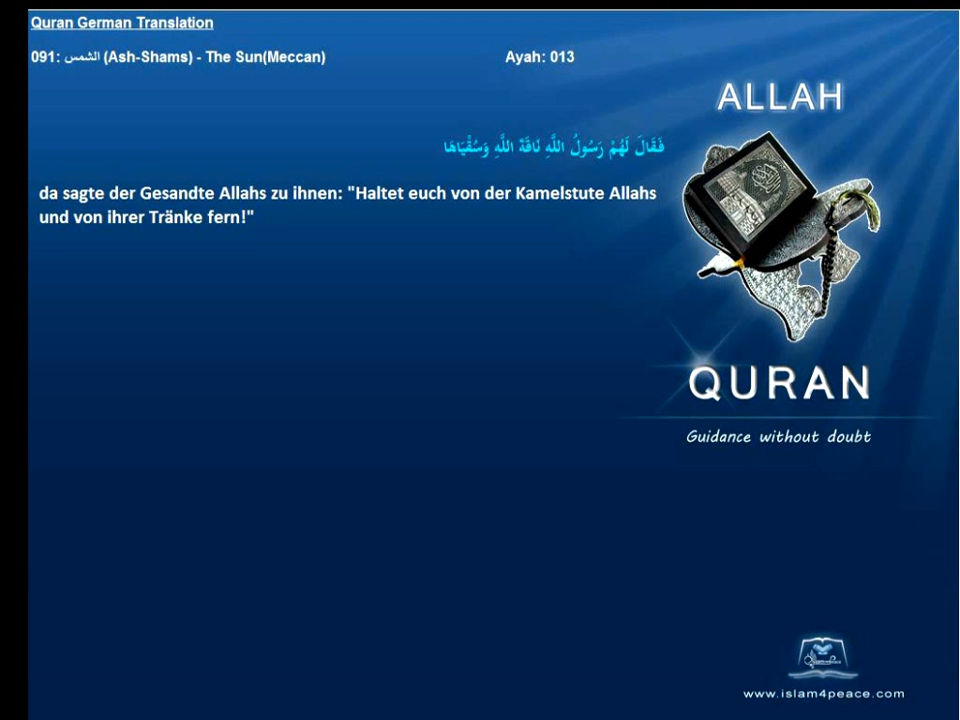 Quran German Translation
091: الشمس (Ash-Shams) - The Sun(Meccan) Ayah: 013
ALLAH
فَقَالَ لَهُمْ رَسُولُ اللَّهِ نَاقَةَ اللَّهِ وَسُقْيَاهَا
da sagte der Gesandte Allahs zu ihnen: "Haltet euch von der Kamelstute Allahs
und von ihrer Tränke fern!"
QURAN
Guidance without doubt
www.islam4peace.com